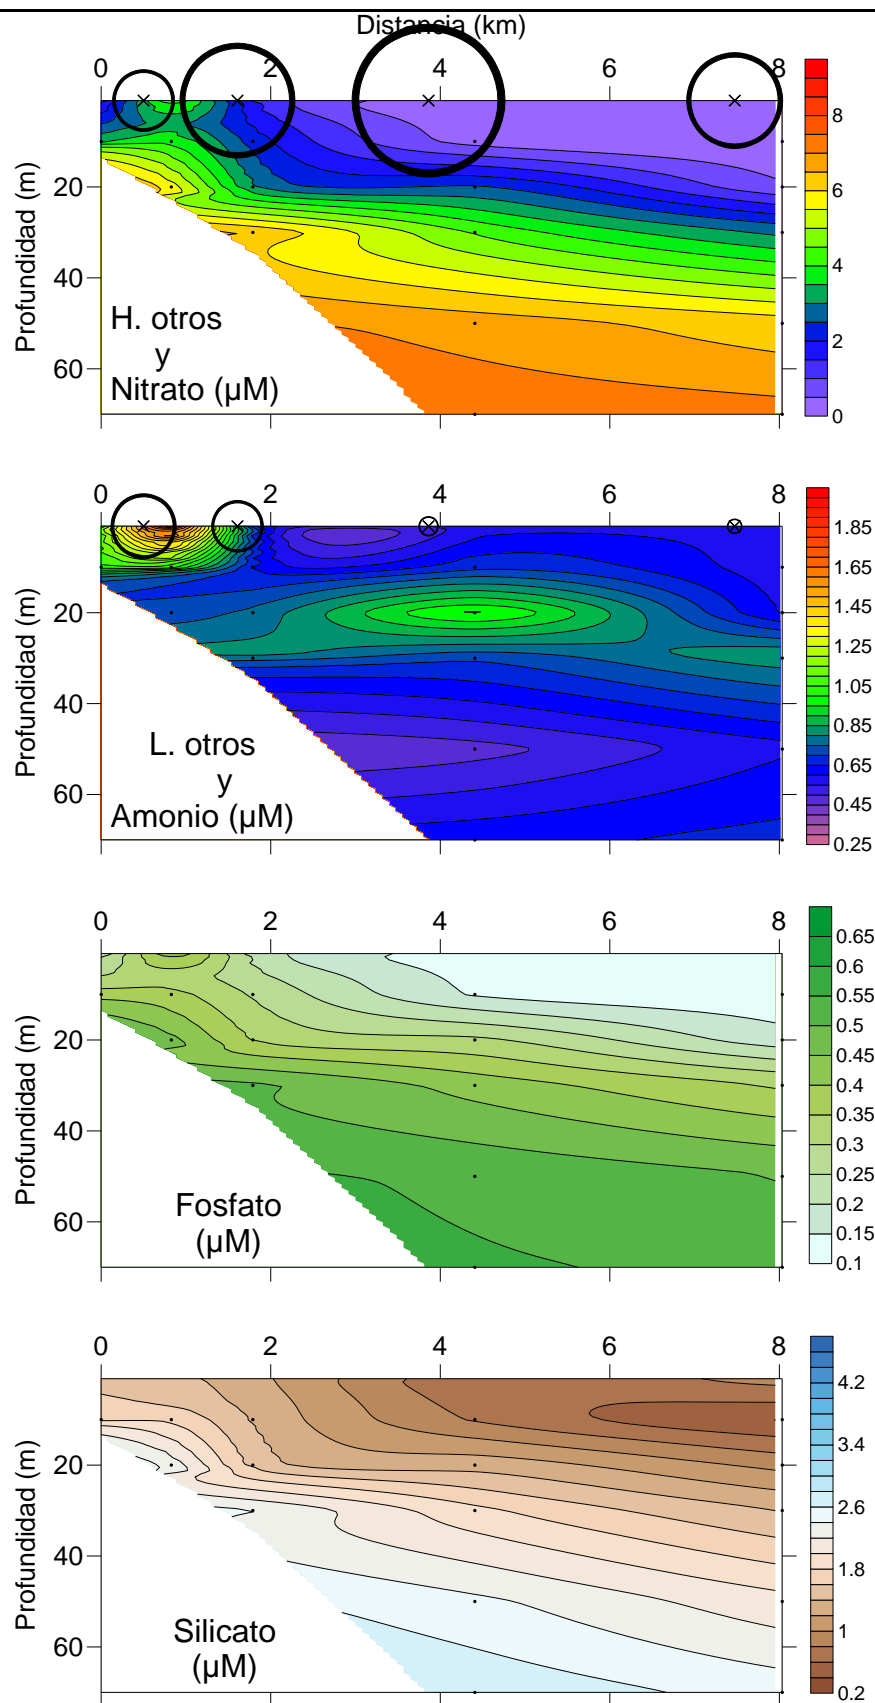 Distancia (km)
0 2 4 6 8
Profundidad (m)
20
40
60
H. otros
y
Nitrato (µM)
8
6
4
2
0
0 2 4 6 8
Profundidad (m)
20
40
60
L. otros
y
Amonio (µM)
1.85
1.65
1.45
1.25
1.05
0.85
0.65
0.45
0.25
0 2 4 6 8
Profundidad (m)
20
40
60
Fosfato
(µM)
0.65
0.6
0.55
0.5
0.45
0.4
0.35
0.3
0.25
0.2
0.15
0.1
0 2 4 6 8
Profundidad (m)
20
40
60
Silicato
(µM)
4.2
3.4
2.6
1.8
1
0.2